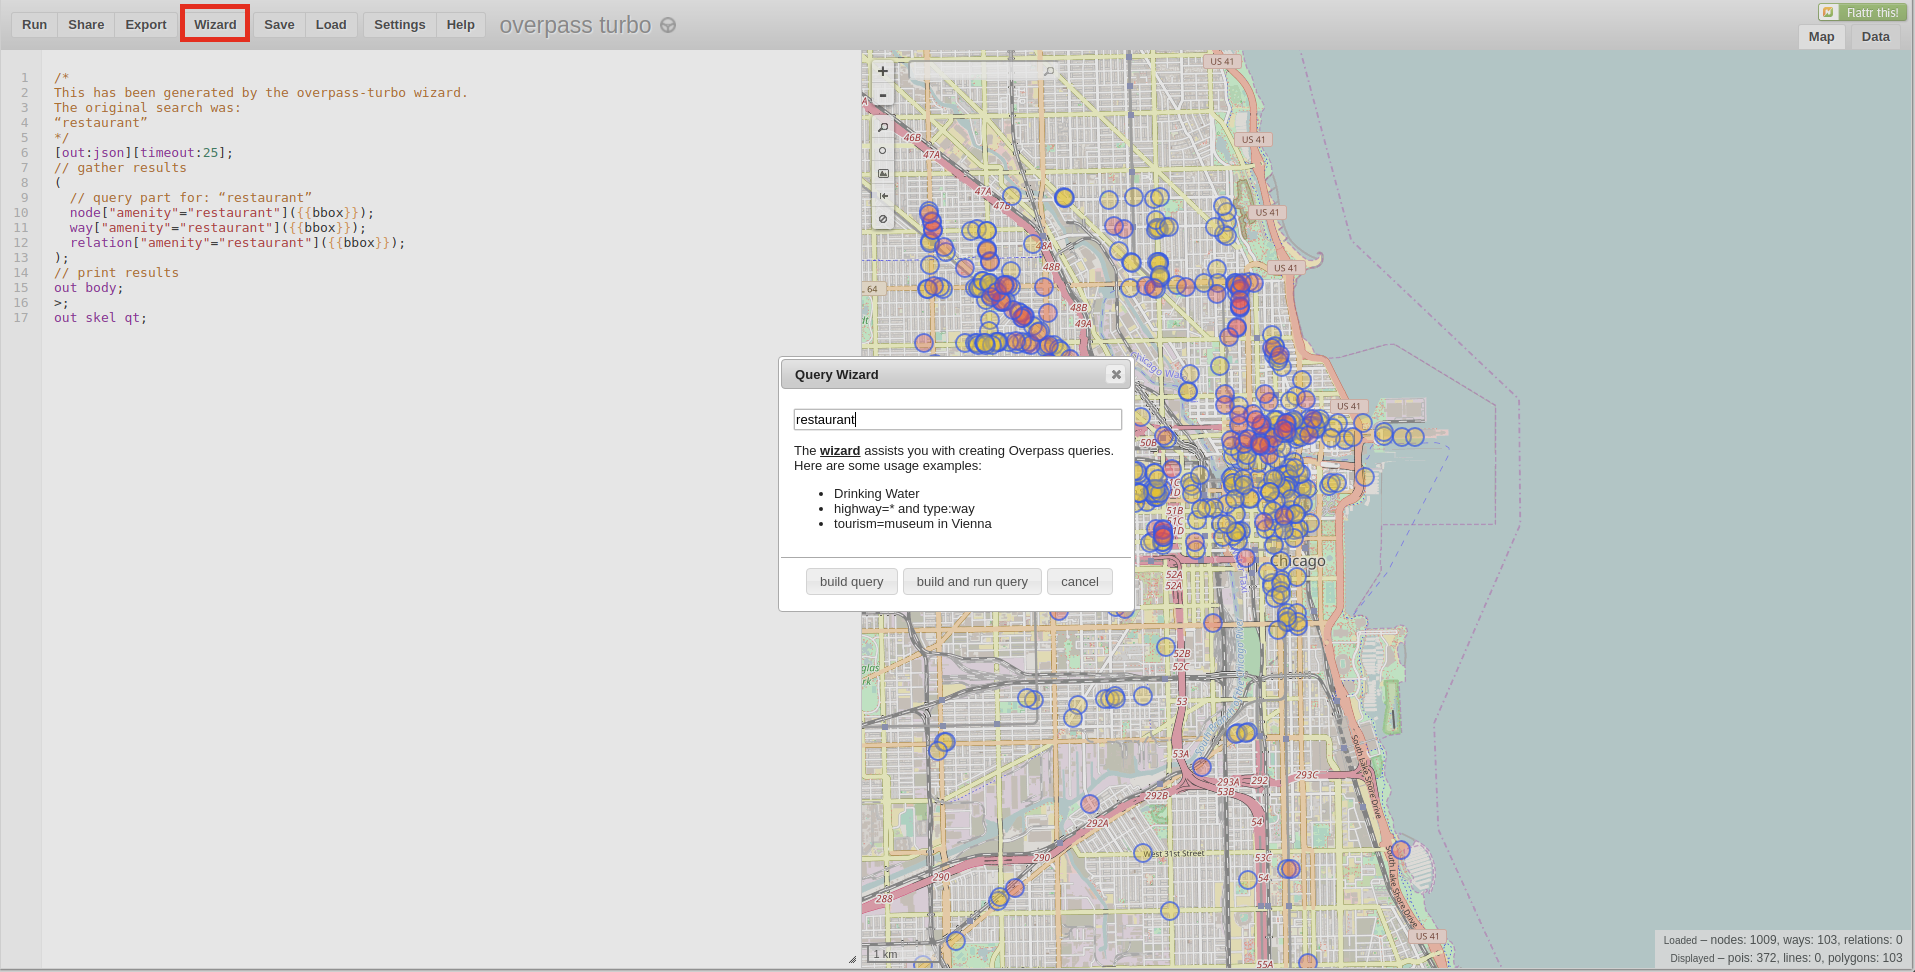 Run Share Export Wizard Save Load Settings Help overpass turbo
Flattr this!
Map Data
1 /*
2 This has been generated by the overpass-turbo wizard.
3 The original search was:
4 “restaurant”
5 */
6 [out:json][timeout:25];
7 // gather results
8 (
9 // query part for: “restaurant”
10 node["amenity"="restaurant"]({{bbox}});
11 way["amenity"="restaurant"]({{bbox}});
12 relation["amenity"="restaurant"]({{bbox}});
13 );
14 // print results
15 out body;
16 >;
17 out skel qt;
+
-
US 41
46B
US 41
47A
47A
47B
US 41
48A
48B
US 41
64
48B
49A
Query Wizard
restaurant
The wizard assists you with creating Overpass queries.
Here are some usage examples:
• Drinking Water
• highway=* and type:way
• tourism=museum in Vienna
build query build and run query cancel
US 41
50B
51B
51C
Chicago
52A
52A
52B
52C
53
53A
293A 292 293C
53B
292B
292A
54
West 31st Street
53C
290
54
290
288
South Lake Shore Drive
South Lake Shore Drive
US 41
55A
1 km
Loaded – nodes: 1009, ways: 103, relations: 0
Displayed – pois: 372, lines: 0, polygons: 103